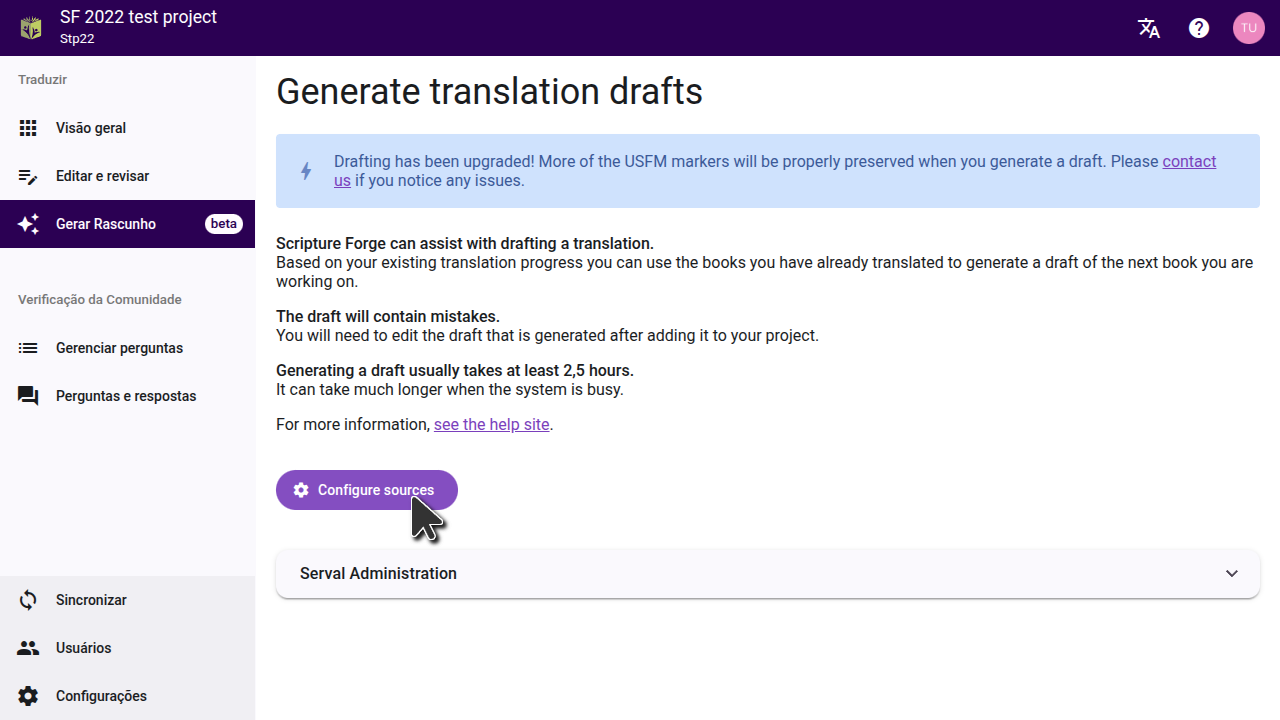 SF 2022 test project
Stp22
TU
Traduzir
Visão geral
Editar e revisar
Gerar Rascunho beta
Verificação da Comunidade
Gerenciar perguntas
Perguntas e respostas
Sincronizar
Usuários
Configurações
Generate translation drafts
Drafting has been upgraded! More of the USFM markers will be properly preserved when you generate a draft. Please contact
us if you notice any issues.
Scripture Forge can assist with drafting a translation.
Based on your existing translation progress you can use the books you have already translated to generate a draft of the next book you are
working on.
The draft will contain mistakes.
You will need to edit the draft that is generated after adding it to your project.
Generating a draft usually takes at least 2,5 hours.
It can take much longer when the system is busy.
For more information, see the help site.
Configure sources
Serval Administration